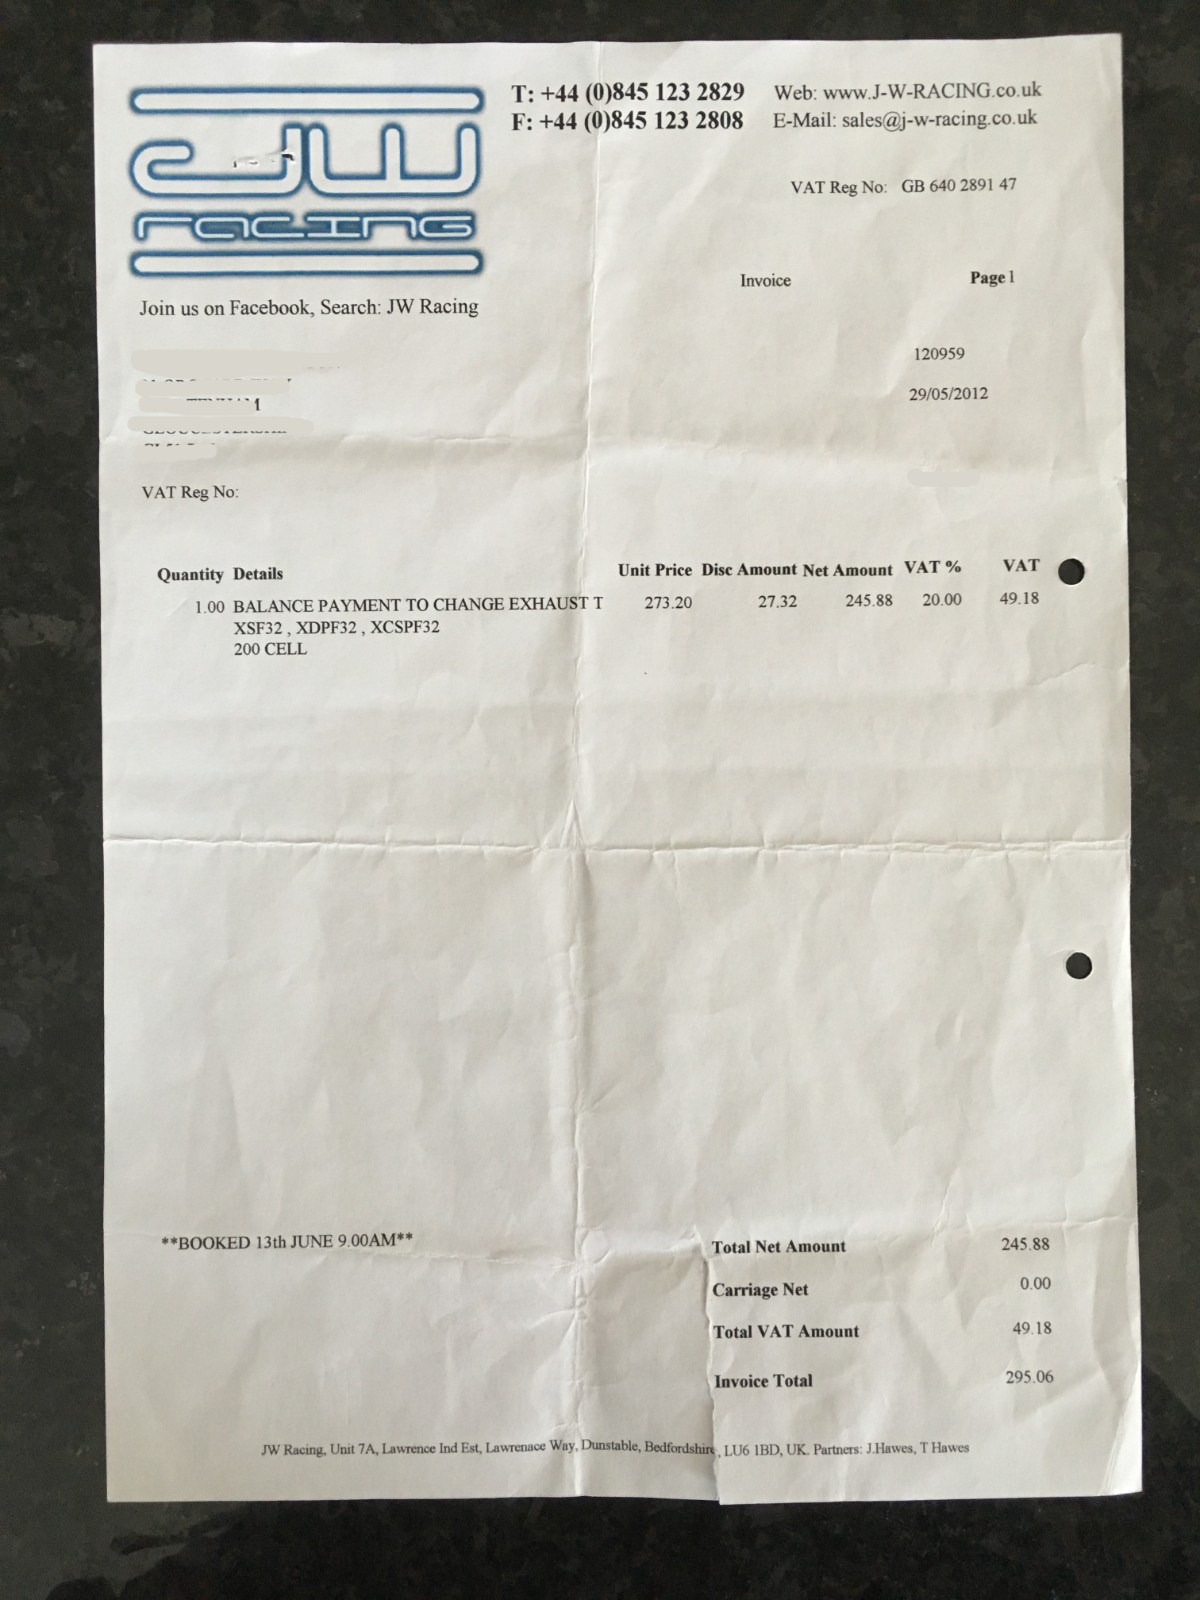 JW
racing
T: +44 (0)845 123 2829
F: +44 (0)845 123 2808
Web: www.J-W-RACING.co.uk
E-Mail: sales@j-w-racing.co.uk
VAT Reg No: GB 640 2891 47
Invoice Page 1
Join us on Facebook, Search: JW Racing
120959
29/05/2012
VAT Reg No:
Quantity Details Unit Price Disc Amount Net Amount VAT % VAT
1.00 BALANCE PAYMENT TO CHANGE EXHAUST T 273.20 27.32 245.88 20.00 49.18
XSF32 , XDPF32 , XCSPF32
200 CELL
**BOOKED 13th JUNE 9.00AM**
Total Net Amount 245.88
Carriage Net 0.00
Total VAT Amount 49.18
Invoice Total 295.06
JW Racing, Unit 7A, Lawrence Ind Est, Lawrenace Way, Dunstable, Bedfordshire, LU6 1BD, UK. Partners: J.Hawes, T Hawes